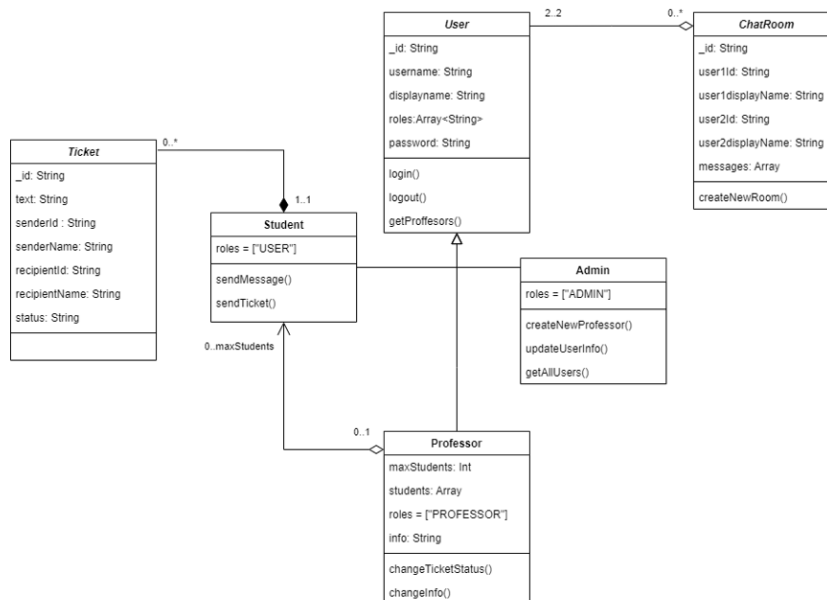 User
_id: String
username: String
displayname: String
roles:Array<String>
password: String
login()
logout()
getProffesors()
2..2
0..*
ChatRoom
_id: String
user1Id: String
user1displayName: String
user2Id: String
user2displayName: String
messages: Array
createNewRoom()
Ticket
_id: String
text: String
senderId : String
senderName: String
recipientId: String
recipientName: String
status: String
0..*
1..1
Student
roles = ["USER"]
sendMessage()
sendTicket()
0..maxStudents
Admin
roles = ["ADMIN"]
createNewProfessor()
updateUserInfo()
getAllUsers()
0..1
Professor
maxStudents: Int
students: Array
roles = ["PROFESSOR"]
info: String
changeTicketStatus()
changeInfo()